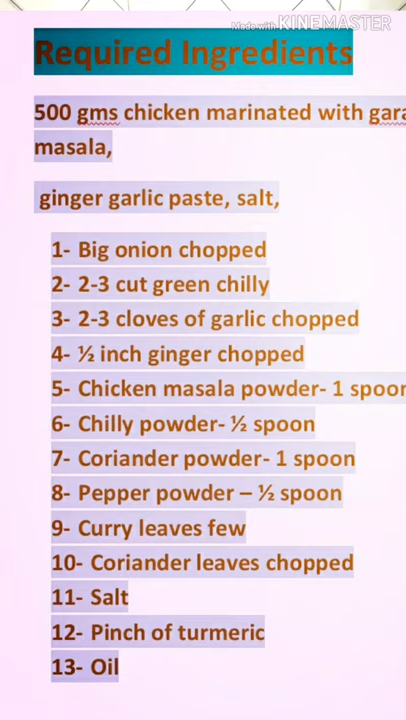 Made with KINEMASTER
Required Ingredients
500 gms chicken marinated with gara
masala,
ginger garlic paste, salt,
1- Big onion chopped
2- 2-3 cut green chilly
3- 2-3 cloves of garlic chopped
4- ½ inch ginger chopped
5- Chicken masala powder- 1 spoon
6- Chilly powder- ½ spoon
7- Coriander powder- 1 spoon
8- Pepper powder – ½ spoon
9- Curry leaves few
10- Coriander leaves chopped
11- Salt
12- Pinch of turmeric
13- Oil